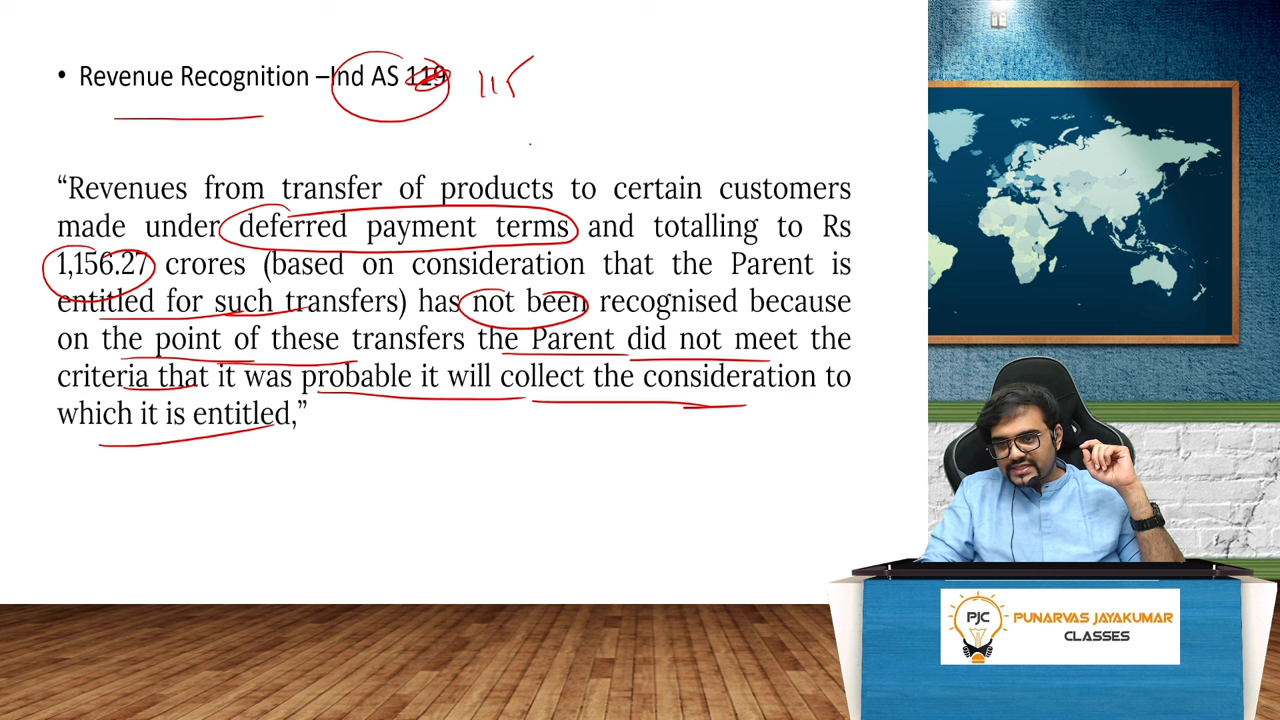 • Revenue Recognition –Ind AS 119 115
“Revenues from transfer of products to certain customers
made under deferred payment terms and totalling to Rs
1,156.27 crores (based on consideration that the Parent is
entitled for such transfers) has not been recognised because
on the point of these transfers the Parent did not meet the
criteria that it was probable it will collect the consideration to
which it is entitled,”
PJC
PUNARVAS JAYAKUMAR
CLASSES